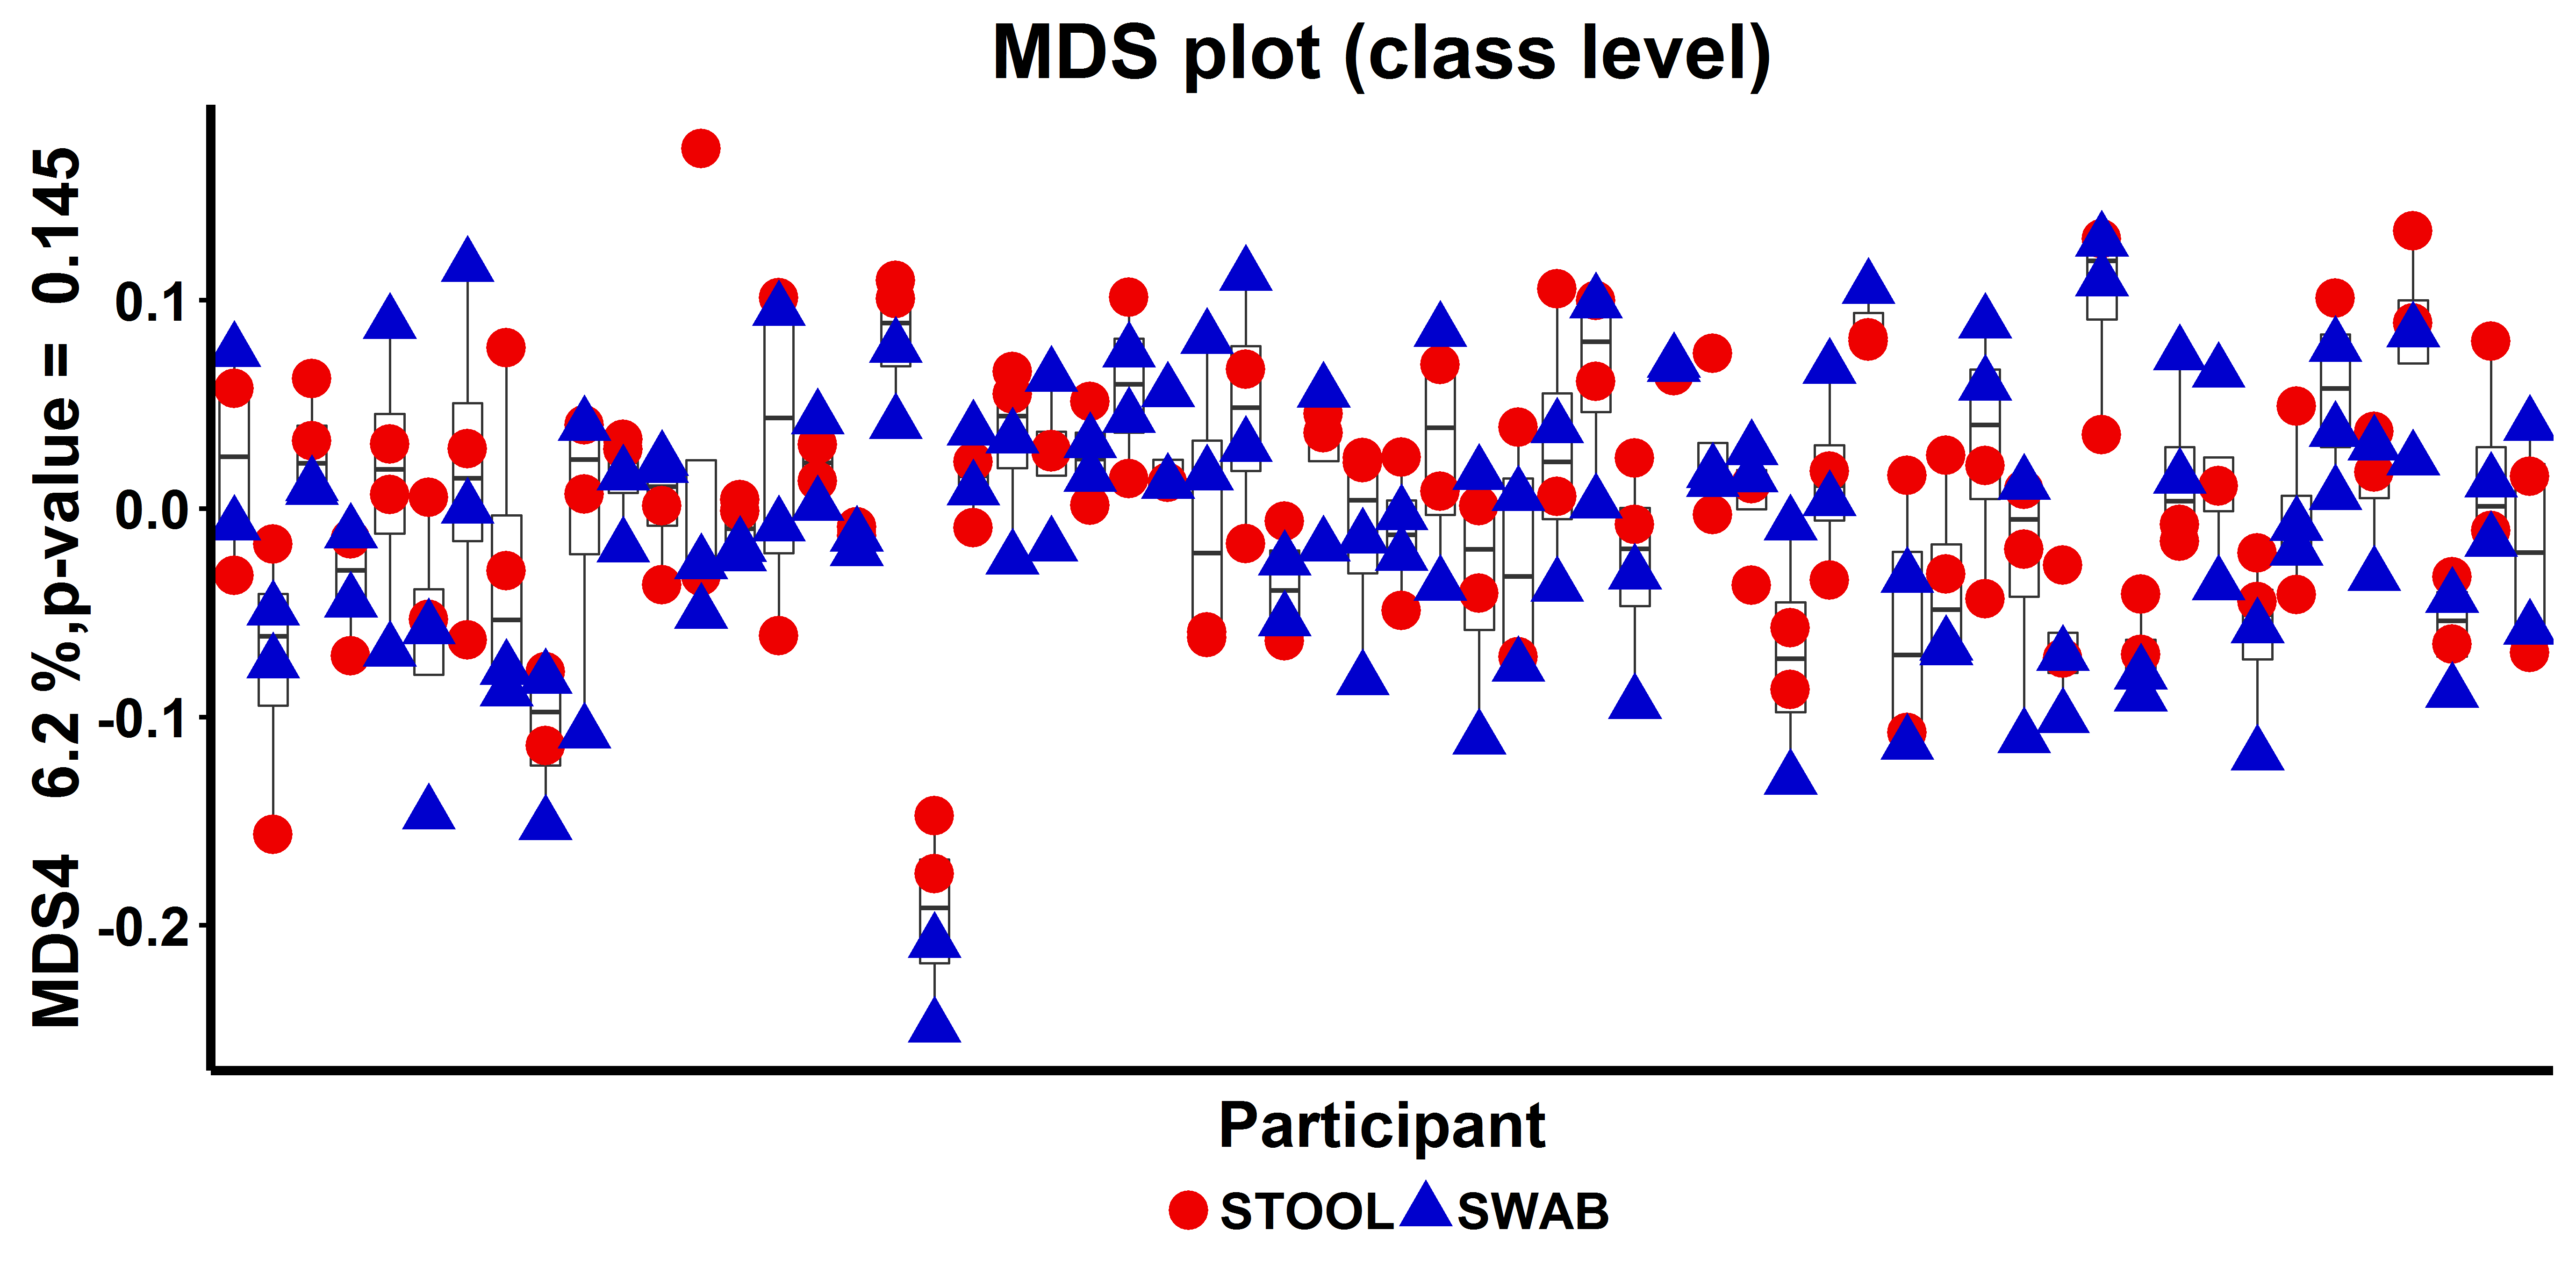 MDS plot (class level)
MDS4 6.2 %,p-value = 0.145
0.1
0.0
-0.1
-0.2
Participant
STOOL SWAB